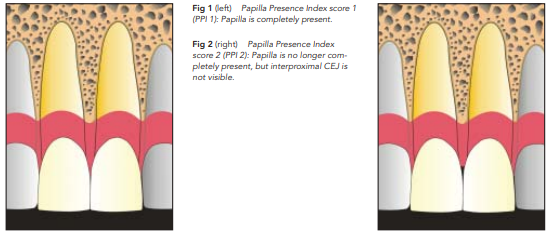 Fig 1 (left) Papilla Presence Index score 1
(PPI 1): Papilla is completely present.
Fig 2 (right) Papilla Presence Index
score 2 (PPI 2): Papilla is no longer com-
pletely present, but interproximal CEJ is
not visible.